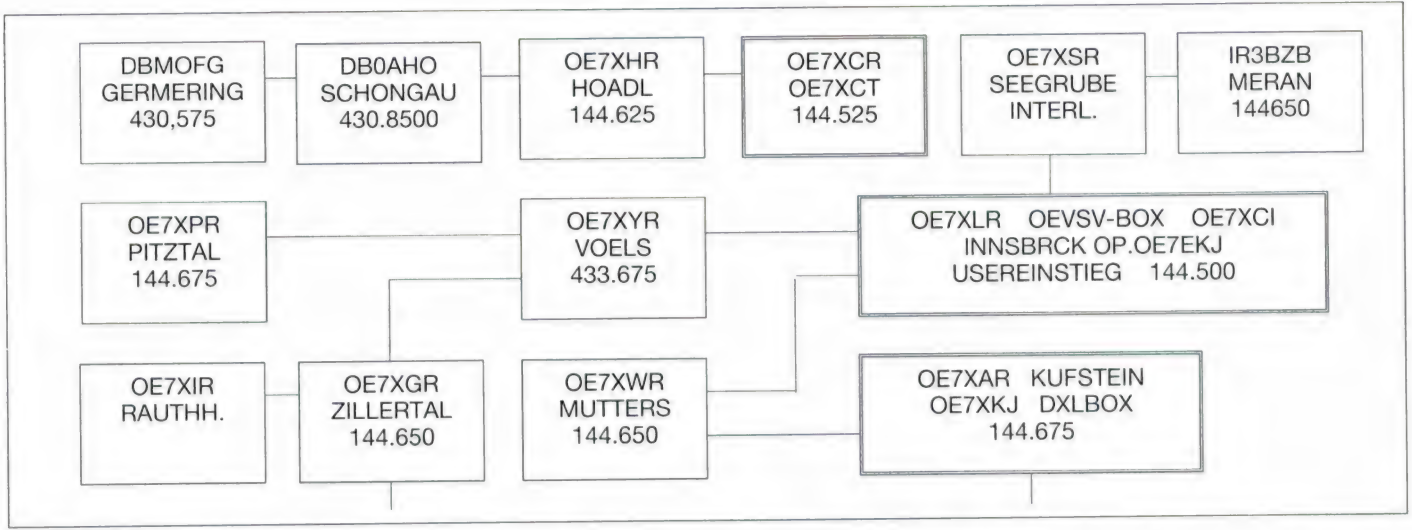 DBMOFG
GERMERING
430,575
DB0AHO
SCHONGAU
430.8500
OE7XHR
HOADL
144.625
OE7XCR
OE7XCT
144.525
OE7XSR
SEEGRUBE
INTERL.
IR3BZB
MERAN
144650
OE7XPR
PITZTAL
144.675
OE7XYR
VOELS
433.675
OE7XLR OEVSV-BOX OE7XCI
INNSBRCK OP.OE7EKJ
USEREINSTIEG 144.500
OE7XIR
RAUTHH.
OE7XGR
ZILLERTAL
144.650
OE7XWR
MUTTERS
144.650
OE7XAR KUFSTEIN
OE7XKJ DXLBOX
144.675